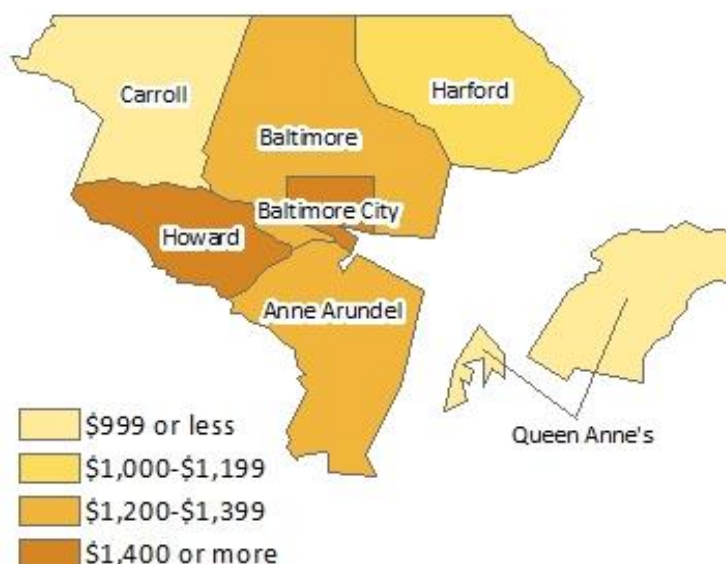 Carroll
Harford
Baltimore
Baltimore City
Howard
Anne Arundel
Queen Anne's
$999 or less
$1,000-$1,199
$1,200-$1,399
$1,400 or more